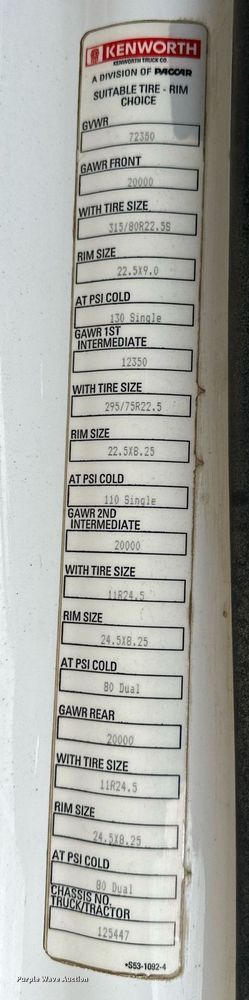 KENWORTH
KENWORTH TRUCK CO.
A DIVISION OF PACCAR
SUITABLE TIRE - RIM
CHOICE
GVWR
72350
GAWR FRONT
20000
WITH TIRE SIZE
315/80R22.5S
RIM SIZE
22.5X9.0
AT PSI COLD
130 Single
GAWR 1ST
INTERMEDIATE
12350
WITH TIRE SIZE
295/75R22.5
RIM SIZE
22.5X8.25
AT PSI COLD
110 Single
GAWR 2ND
INTERMEDIATE
20000
WITH TIRE SIZE
11R24.5
RIM SIZE
24.5X8.25
AT PSI COLD
80 Dual
GAWR REAR
20000
WITH TIRE SIZE
11R24.5
RIM SIZE
24.5X8.25
AT PSI COLD
80 Dual
CHASSIS NO.
TRUCK/TRACTOR
125447
*S53-1092-4
Purple Wave Auction